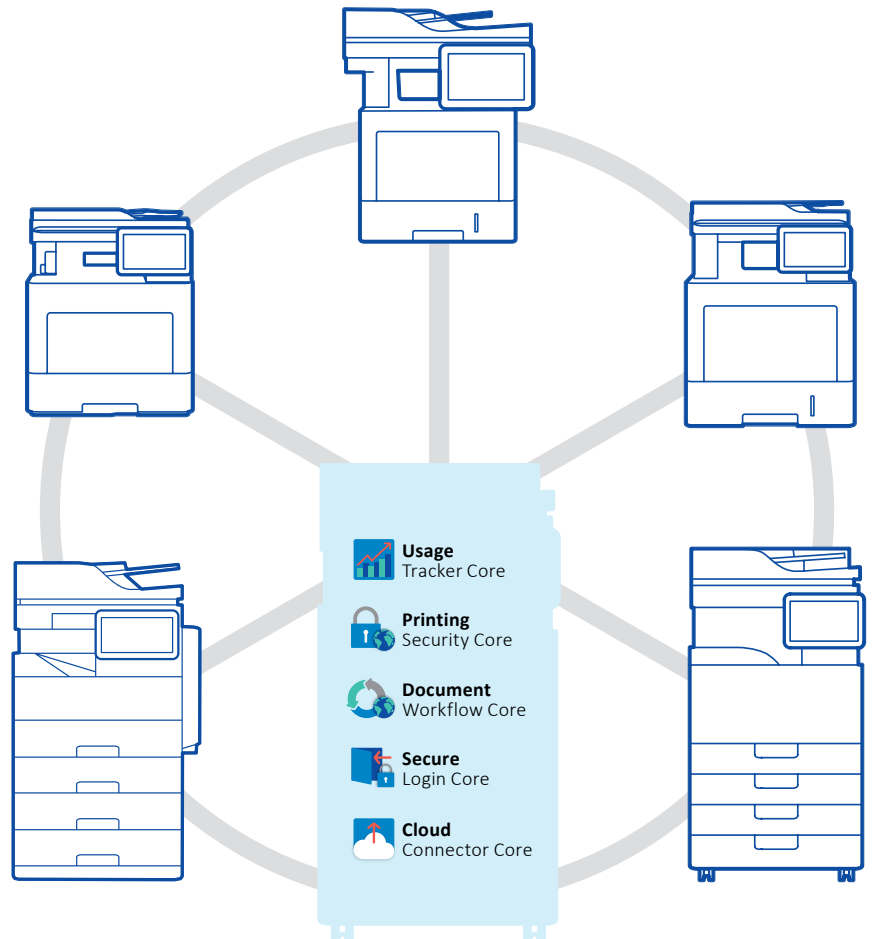 Usage
Tracker Core
Printing
Security Core
Document
Workflow Core
Secure
Login Core
Cloud
Connector Core